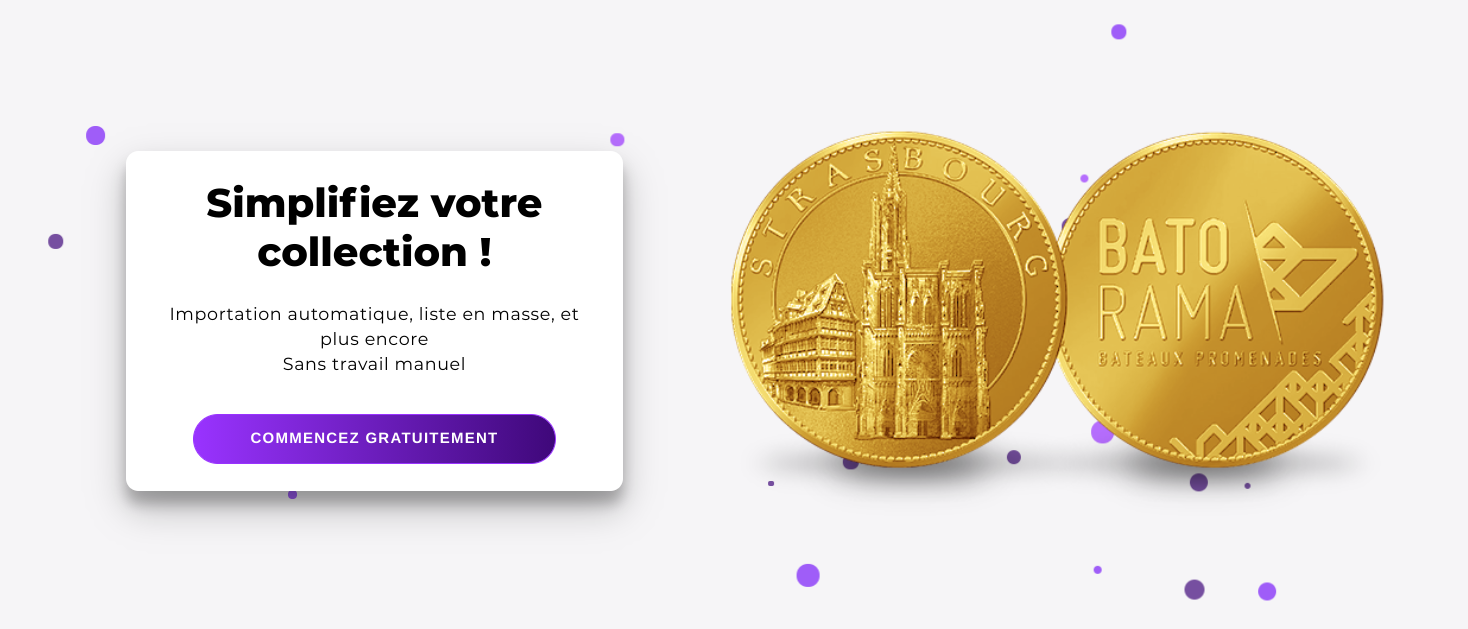 Simplifiez votre
collection !
Importation automatique, liste en masse, et
plus encore
Sans travail manuel
COMMENCEZ GRATUITEMENT
STRASBOURG
BATO
RAMA
BATEAUX PROMENADES